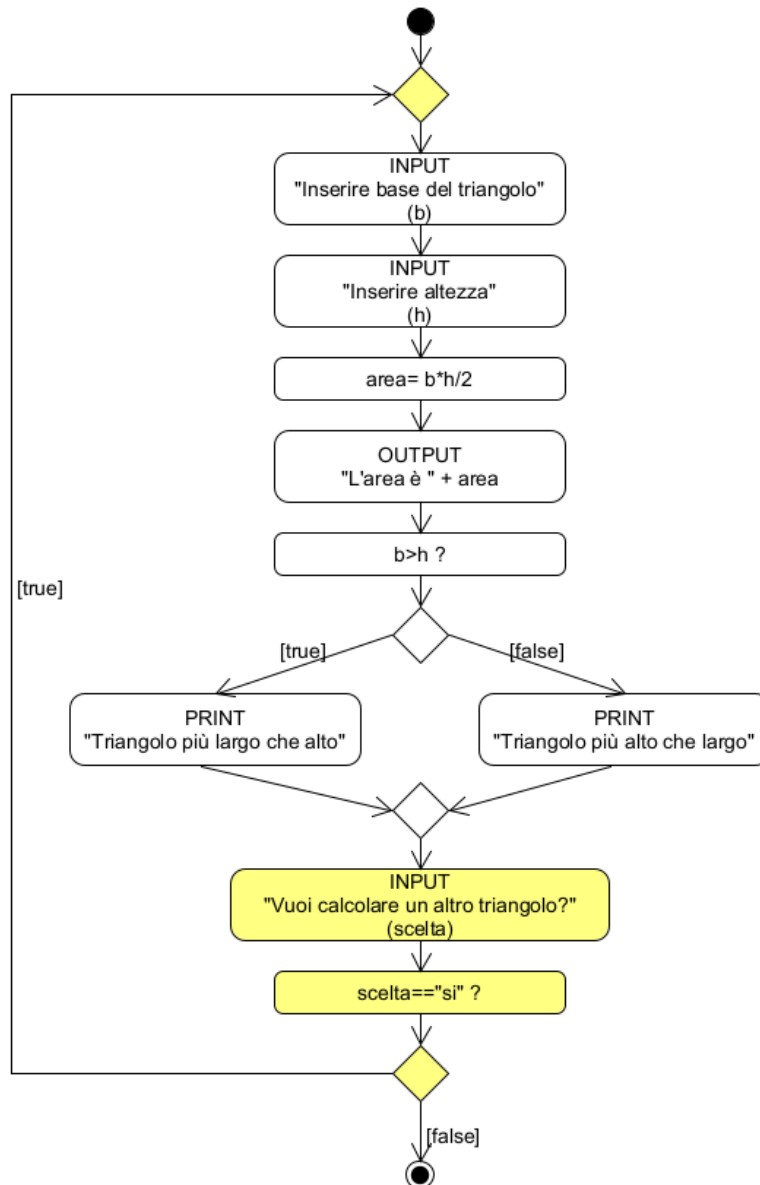 INPUT
"Inserire base del triangolo"
(b)
INPUT
"Inserire altezza"
(h)
area= b*h/2
OUTPUT
"L'area è " + area
b>h ?
[true]
[true]
[false]
PRINT
"Triangolo più largo che alto"
PRINT
"Triangolo più alto che largo"
INPUT
"Vuoi calcolare un altro triangolo?"
(scelta)
scelta=="si" ?
[false]